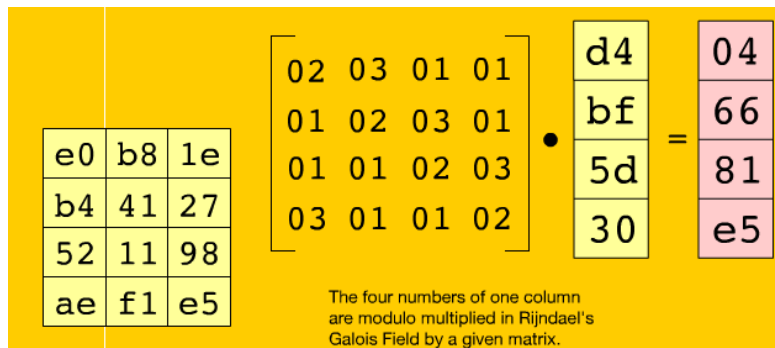 02 03 01 01
01 02 03 01
01 01 02 03
03 01 01 02
d4
bf
5d
30
=
04
66
81
e5
e0 b8 1e
b4 41 27
52 11 98
ae f1 e5
The four numbers of one column
are modulo multiplied in Rijndael's
Galois Field by a given matrix.